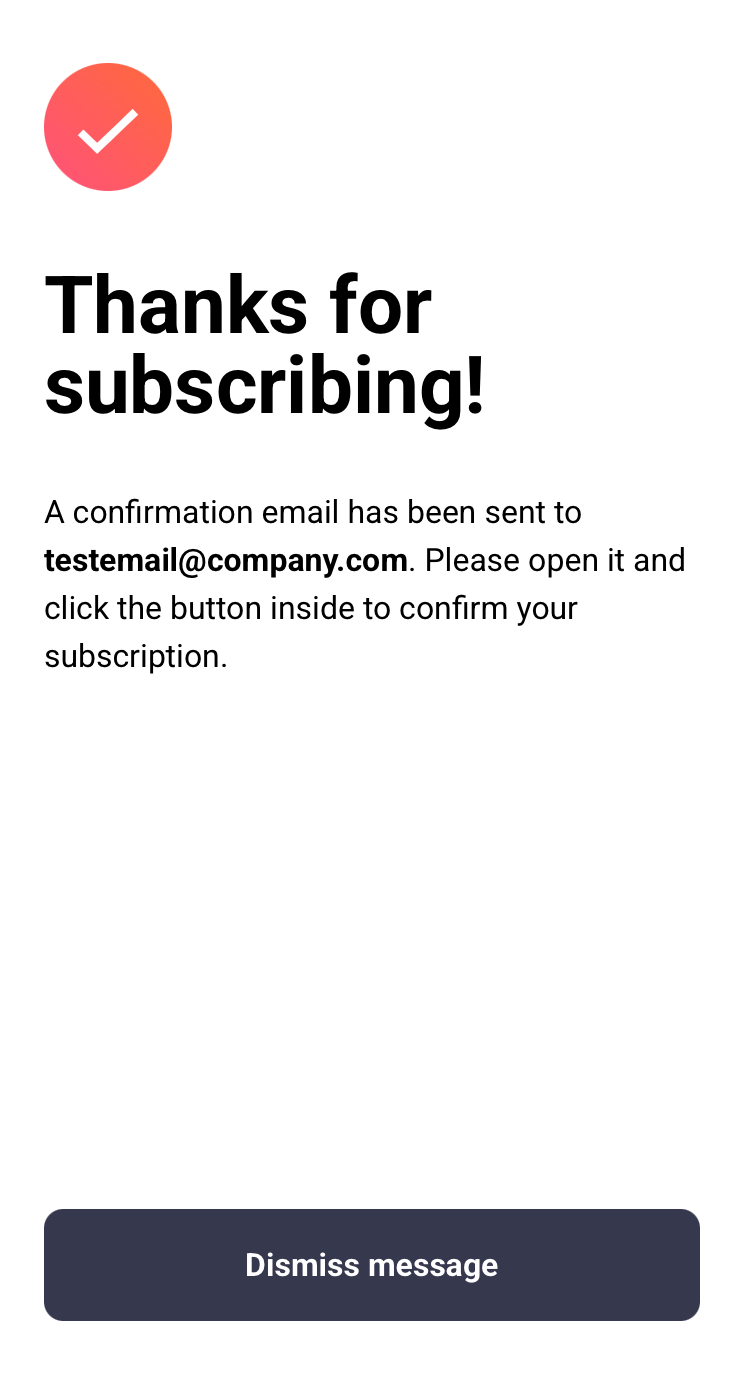 Thanks for
subscribing!
A confirmation email has been sent to
testemail@company.com. Please open it and
click the button inside to confirm your
subscription.
Dismiss message